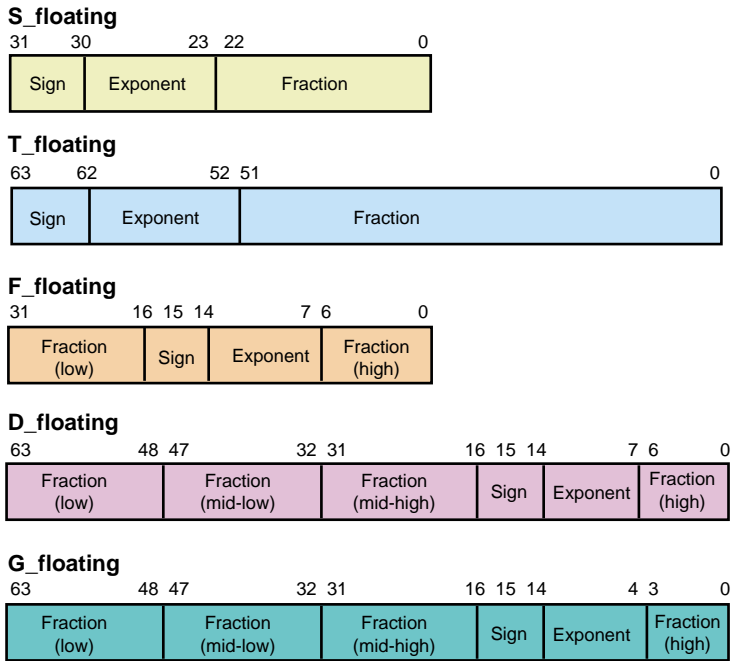 S_floating
31 30 23 22 0
Sign Exponent Fraction
T_floating
63 62 52 51 0
Sign Exponent Fraction
F_floating
31 16 15 14 7 6 0
Fraction (low) Sign Exponent Fraction (high)
D_floating
63 48 47 32 31 16 15 14 7 6 0
Fraction (low) Fraction (mid-low) Fraction (mid-high) Sign Exponent Fraction (high)
G_floating
63 48 47 32 31 16 15 14 4 3 0
Fraction (low) Fraction (mid-low) Fraction (mid-high) Sign Exponent Fraction (high)